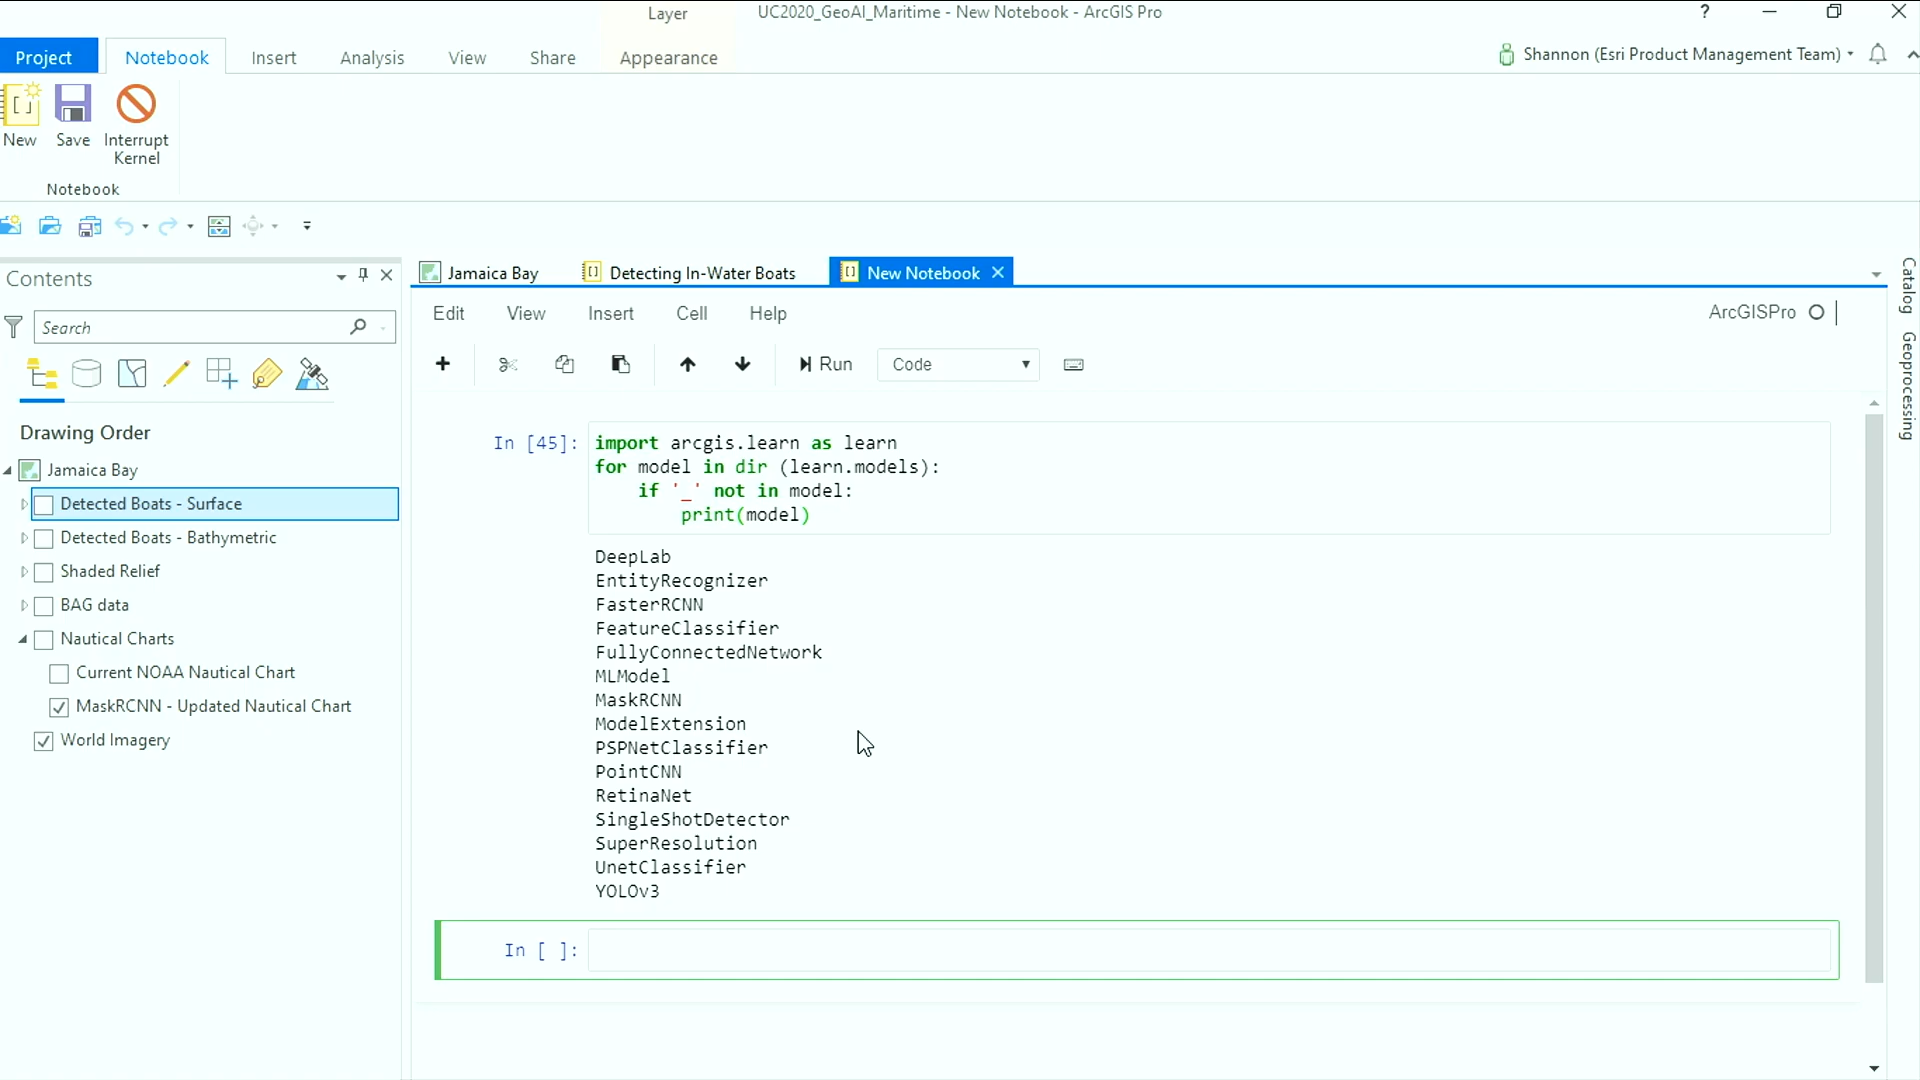 Layer
UC2020_GeoAI_Maritime - New Notebook - ArcGIS Pro
?
Project
Notebook
Insert
Analysis
View
Share
Appearance
Shannon (Esri Product Management Team)
New
Save
Interrupt
Kernel
Notebook
Contents
Search
Drawing Order
Jamaica Bay
Detected Boats - Surface
Detected Boats - Bathymetric
Shaded Relief
BAG data
Nautical Charts
Current NOAA Nautical Chart
MaskRCNN - Updated Nautical Chart
World Imagery
Jamaica Bay
Detecting In-Water Boats
New Notebook
Edit
View
Insert
Cell
Help
ArcGISPro
Run
Code
In [45]:
import arcgis.learn as learn
for model in dir (learn.models):
    if '_' not in model:
        print(model)
DeepLab
EntityRecognizer
FasterRCNN
FeatureClassifier
FullyConnectedNetwork
MLModel
MaskRCNN
ModelExtension
PSPNetClassifier
PointCNN
RetinaNet
SingleShotDetector
SuperResolution
UnetClassifier
YOLOv3
In [ ]:
Catalog
Geoprocessing